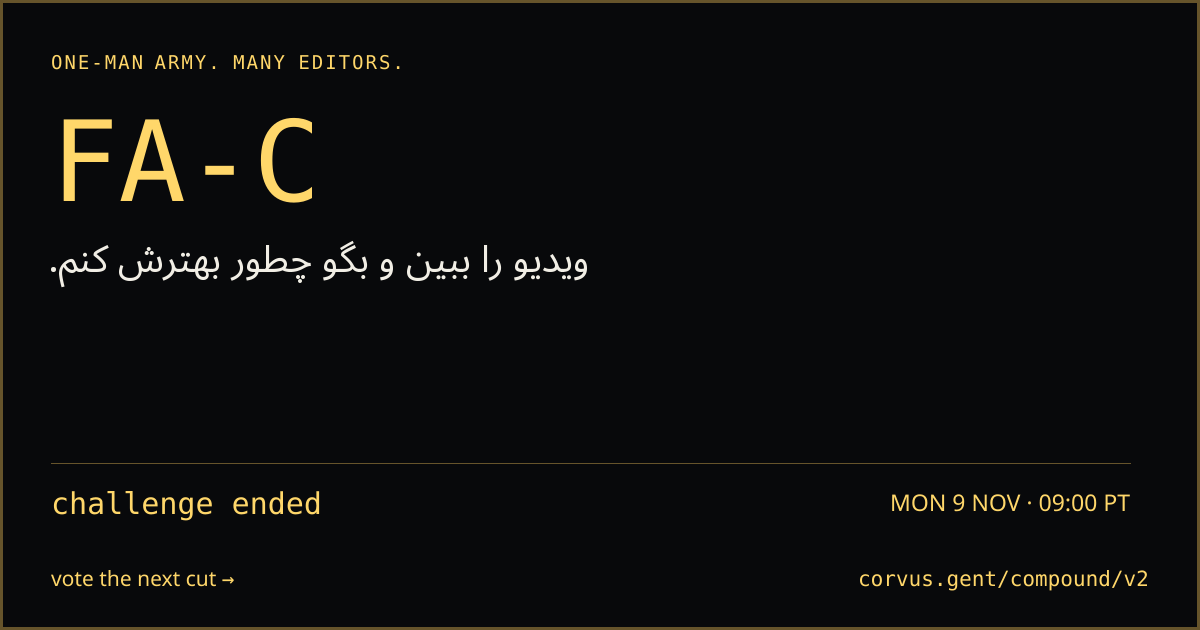 ONE-MAN ARMY. MANY EDITORS.
FA-C
ویدیو را ببین و بگو چطور بهترش کنم.
challenge ended
MON 9 NOV · 09:00 PT
vote the next cut →
corvus.gent/compound/v2